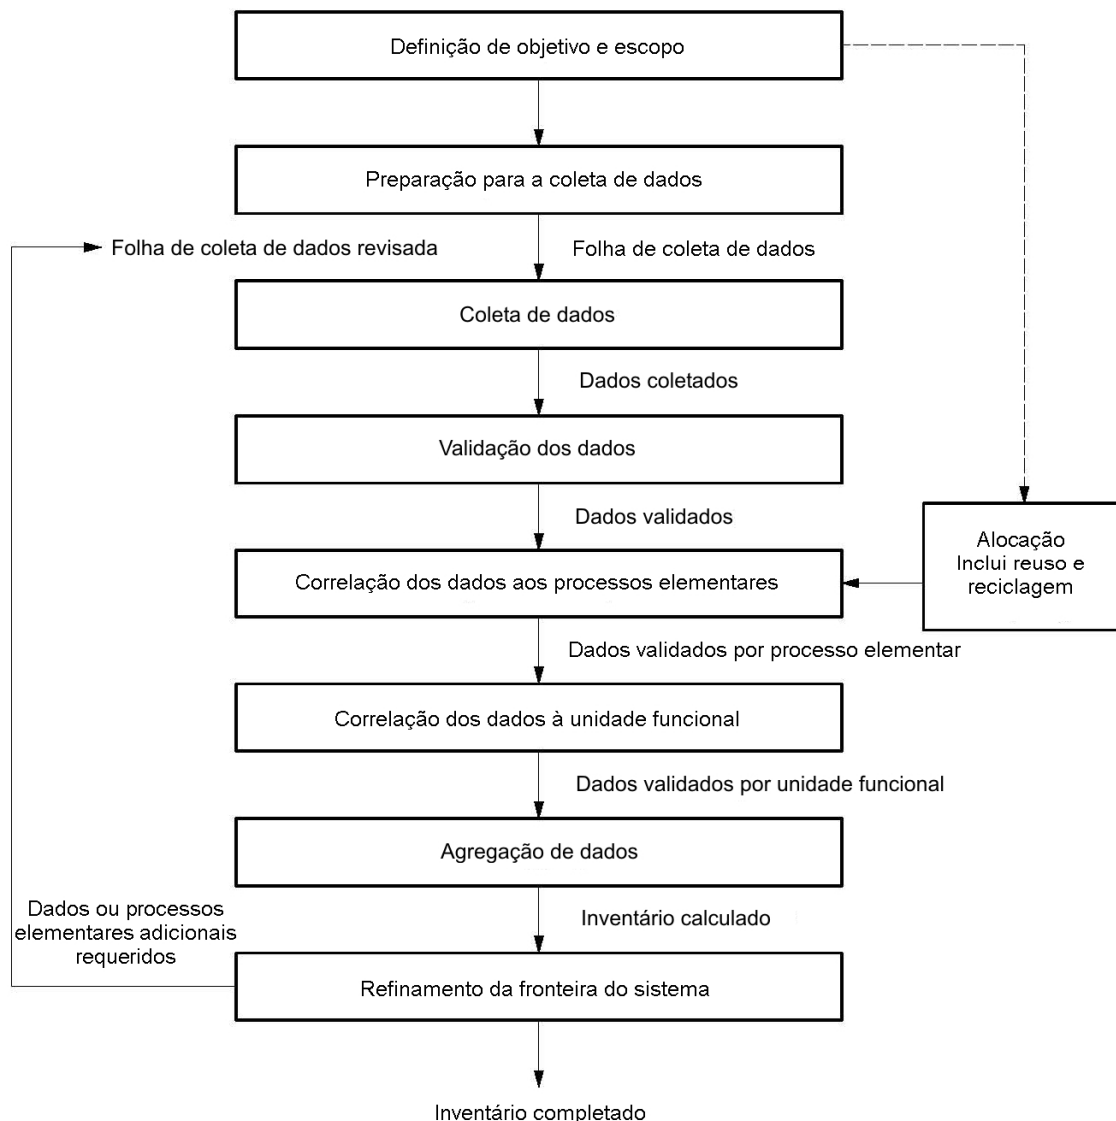 Definição de objetivo e escopo
Preparação para a coleta de dados
Folha de coleta de dados revisada
Folha de coleta de dados
Coleta de dados
Dados coletados
Validação dos dados
Dados validados
Alocação
Inclui reuso e
reciclagem
Correlação dos dados aos processos elementares
Dados validados por processo elementar
Correlação dos dados à unidade funcional
Dados validados por unidade funcional
Agregação de dados
Dados ou processos
elementares adicionais
requeridos
Inventário calculado
Refinamento da fronteira do sistema
Inventário completado